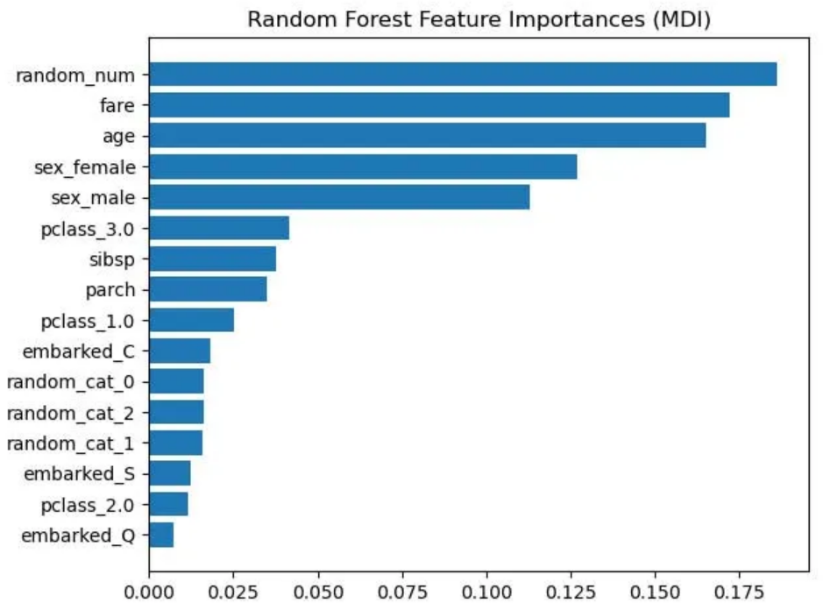 Random Forest Feature Importances (MDI)
random_num
fare
age
sex_female
sex_male
pclass_3.0
sibsp
parch
pclass_1.0
embarked_C
random_cat_0
random_cat_2
random_cat_1
embarked_S
pclass_2.0
embarked_Q
0.000 0.025 0.050 0.075 0.100 0.125 0.150 0.175